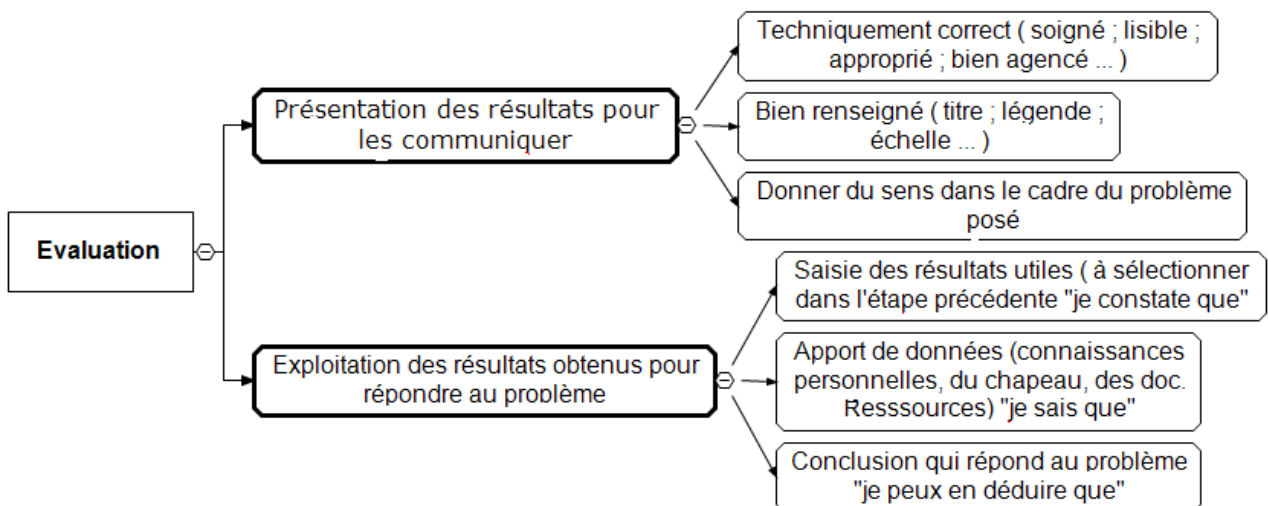 Evaluation
Présentation des résultats pour
les communiquer
Techniquement correct ( soigné ; lisible ;
approprié ; bien agencé ... )
Bien renseigné ( titre ; légende ;
échelle ... )
Donner du sens dans le cadre du problème
posé
Exploitation des résultats obtenus pour
répondre au problème
Saisie des résultats utiles ( à sélectionner
dans l'étape précédente "je constate que"
Apport de données (connaissances
personnelles, du chapeau, des doc.
Resssources) "je sais que"
Conclusion qui répond au problème
"je peux en déduire que"